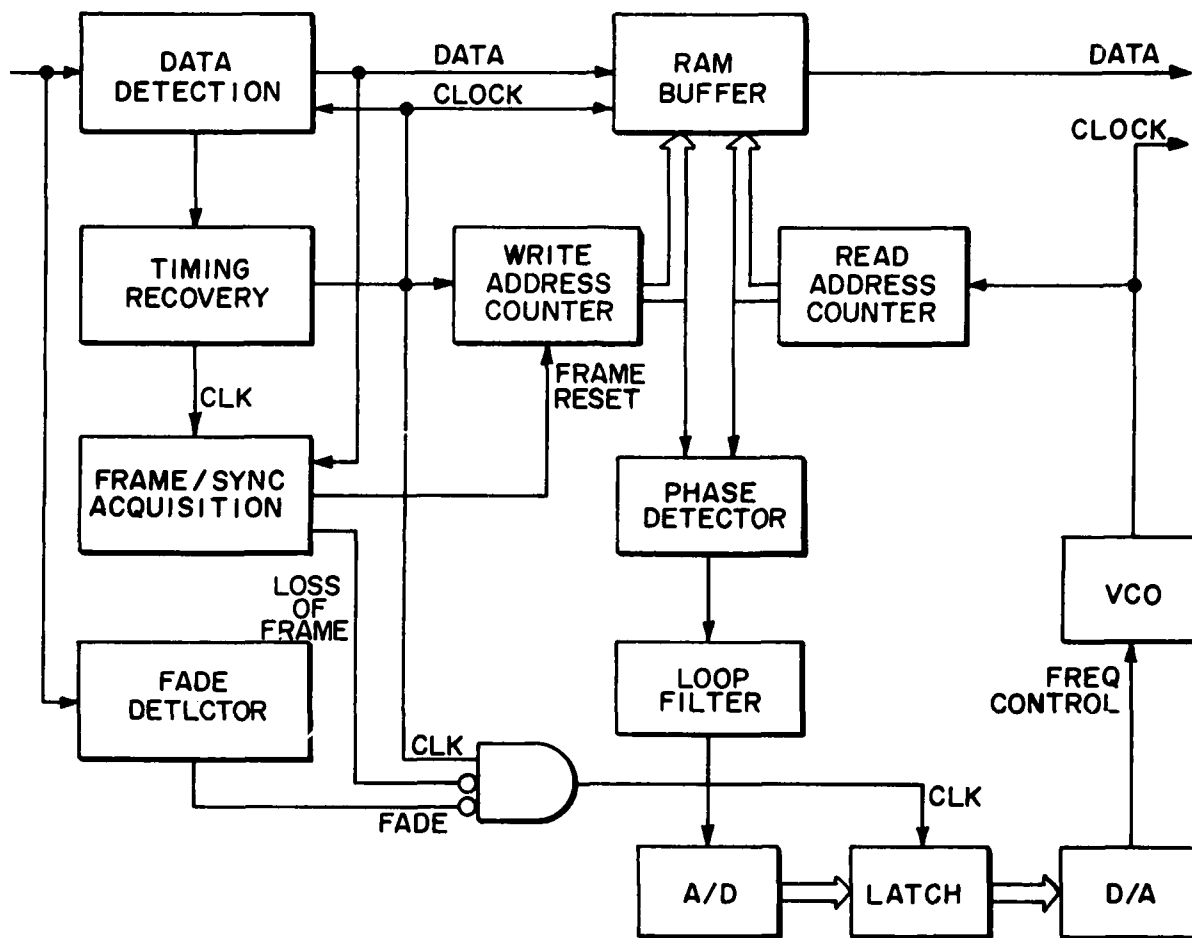 DATA
DETECTION
DATA
CLOCK
RAM
BUFFER
DATA
CLOCK
TIMING
RECOVERY
WRITE
ADDRESS
COUNTER
READ
ADDRESS
COUNTER
CLK
FRAME
RESET
FRAME/SYNC
ACQUISITION
PHASE
DETECTOR
LOSS
OF
FRAME
VCO
FADE
DETLCTOR
LOOP
FILTER
FREQ
CONTROL
CLK
FADE
CLK
A/D
LATCH
D/A